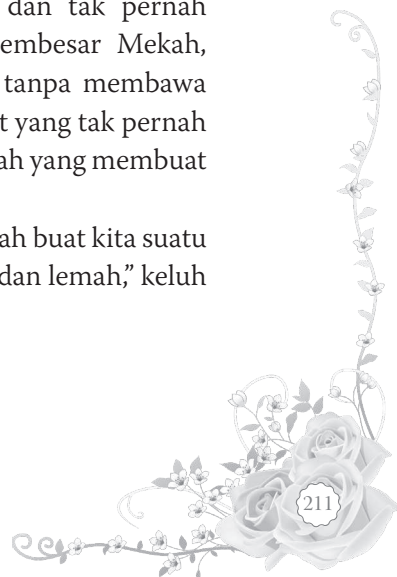 dan tak pernah
embesar Mekah,
tanpa membawa
t yang tak pernah
ah yang membuat
ah buat kita suatu
dan lemah,” keluh
211